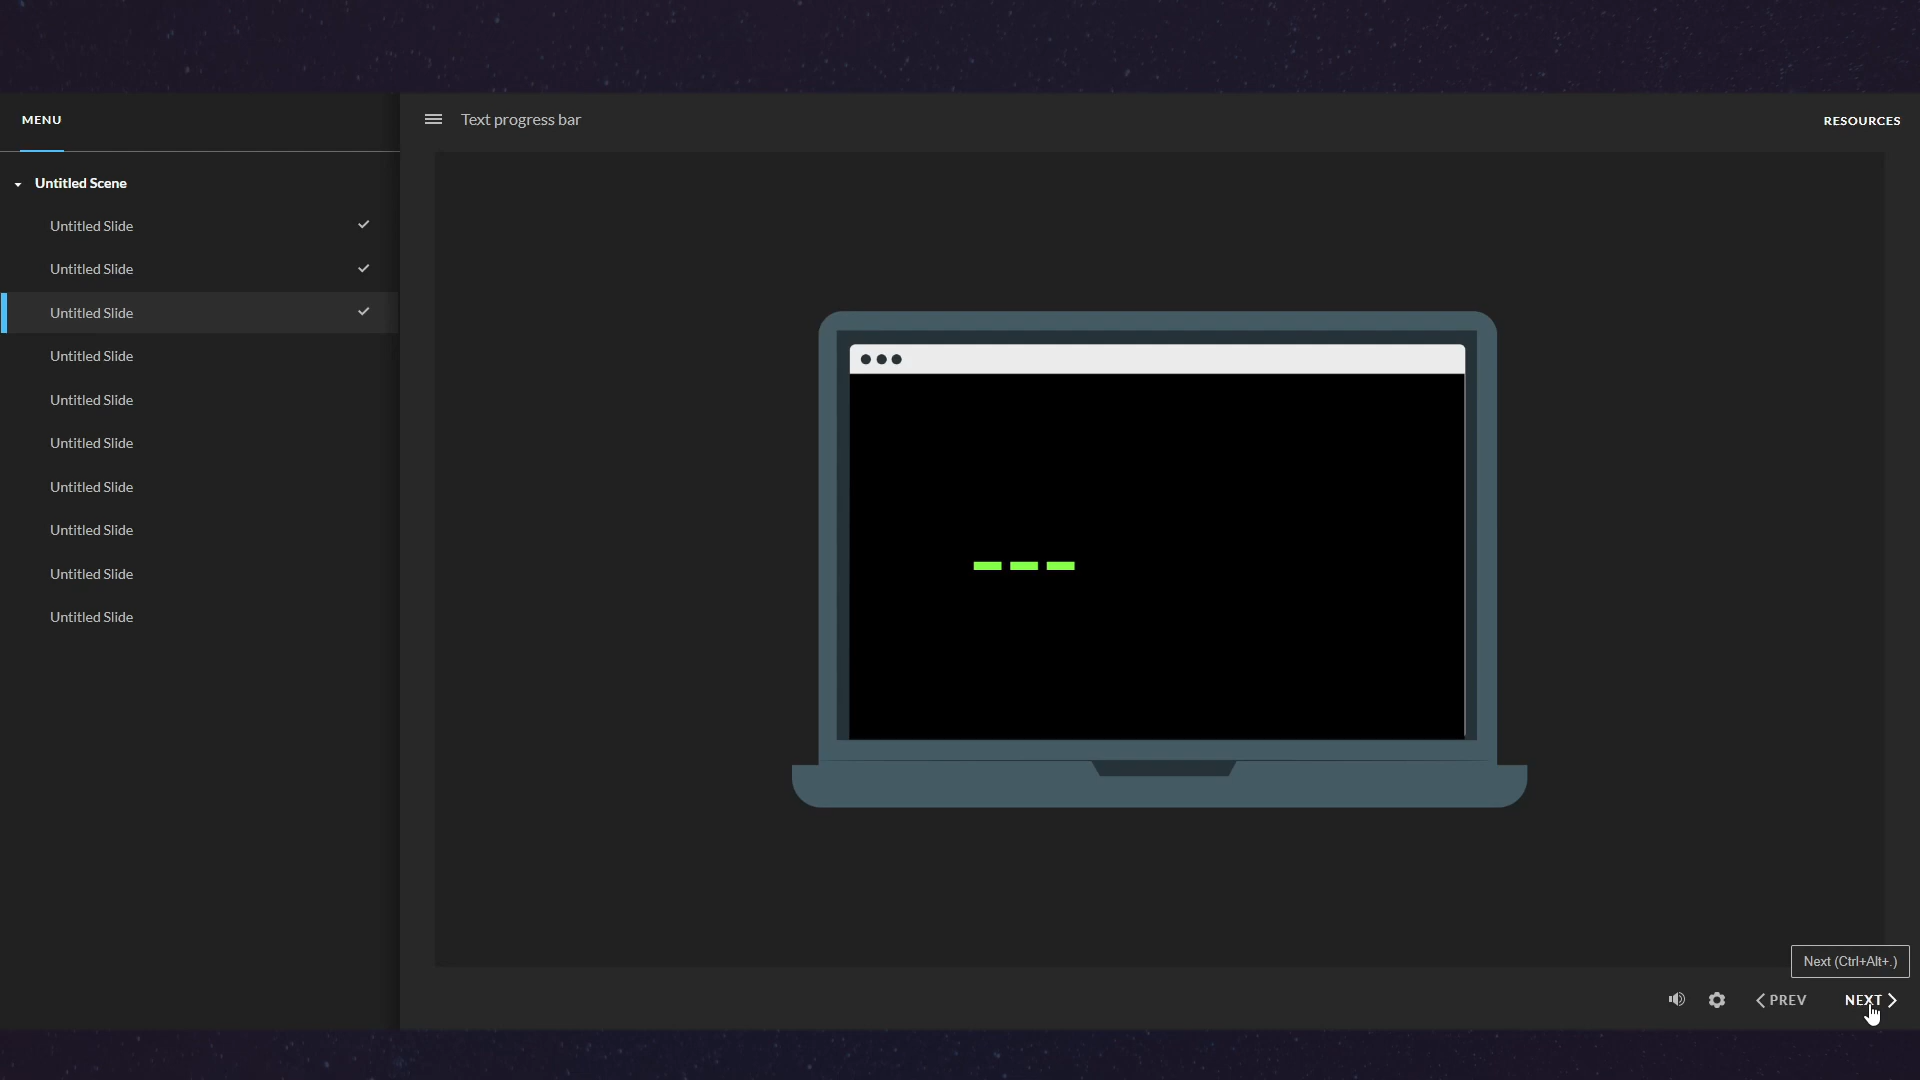 MENU
Text progress bar
RESOURCES
Untitled Scene
Untitled Slide
Untitled Slide
Untitled Slide
Untitled Slide
Untitled Slide
Untitled Slide
Untitled Slide
Untitled Slide
Untitled Slide
Untitled Slide
Next (Ctrl+Alt+.)
PREV
NEXT